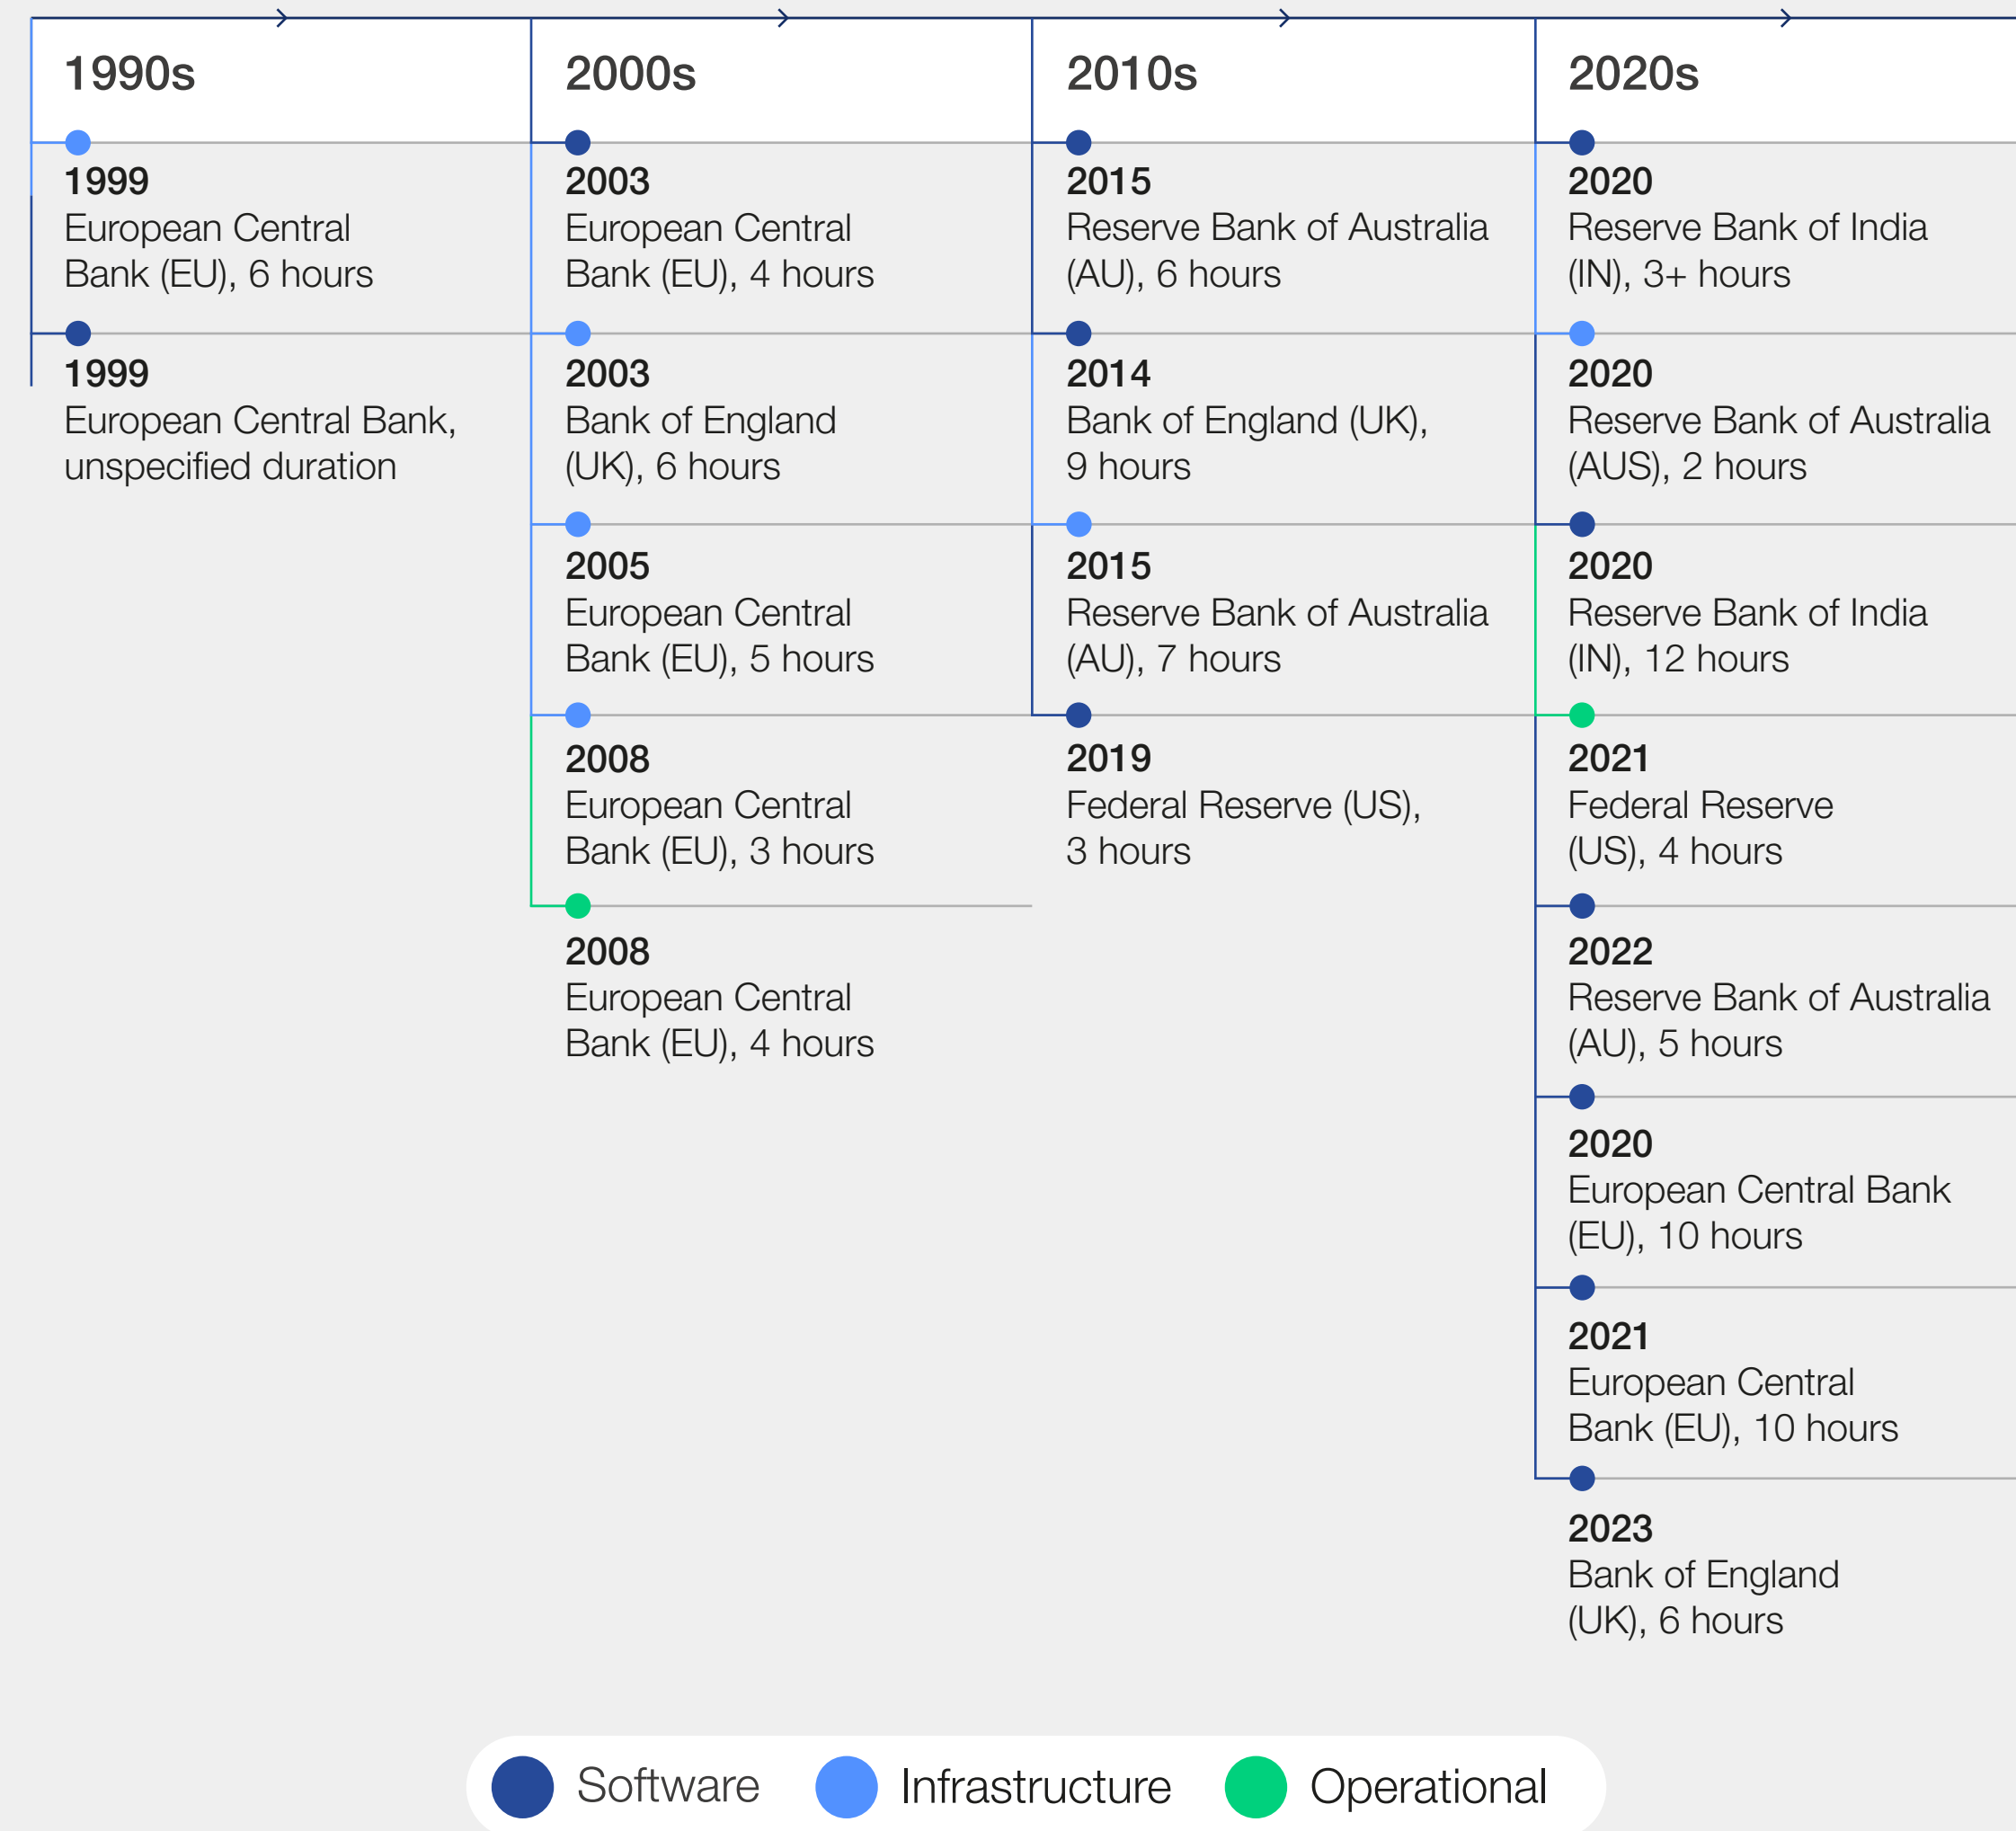 1990s
1999
European Central
Bank (EU), 6 hours
1999
European Central Bank,
unspecified duration
2000s
2003
European Central
Bank (EU), 4 hours
2003
Bank of England
(UK), 6 hours
2005
European Central
Bank (EU), 5 hours
2008
European Central
Bank (EU), 3 hours
2008
European Central
Bank (EU), 4 hours
2010s
2015
Reserve Bank of Australia
(AU), 6 hours
2014
Bank of England (UK),
9 hours
2015
Reserve Bank of Australia
(AU), 7 hours
2019
Federal Reserve (US),
3 hours
2020s
2020
Reserve Bank of India
(IN), 3+ hours
2020
Reserve Bank of Australia
(AUS), 2 hours
2020
Reserve Bank of India
(IN), 12 hours
2021
Federal Reserve
(US), 4 hours
2022
Reserve Bank of Australia
(AU), 5 hours
2020
European Central Bank
(EU), 10 hours
2021
European Central
Bank (EU), 10 hours
2023
Bank of England
(UK), 6 hours
Software
Infrastructure
Operational